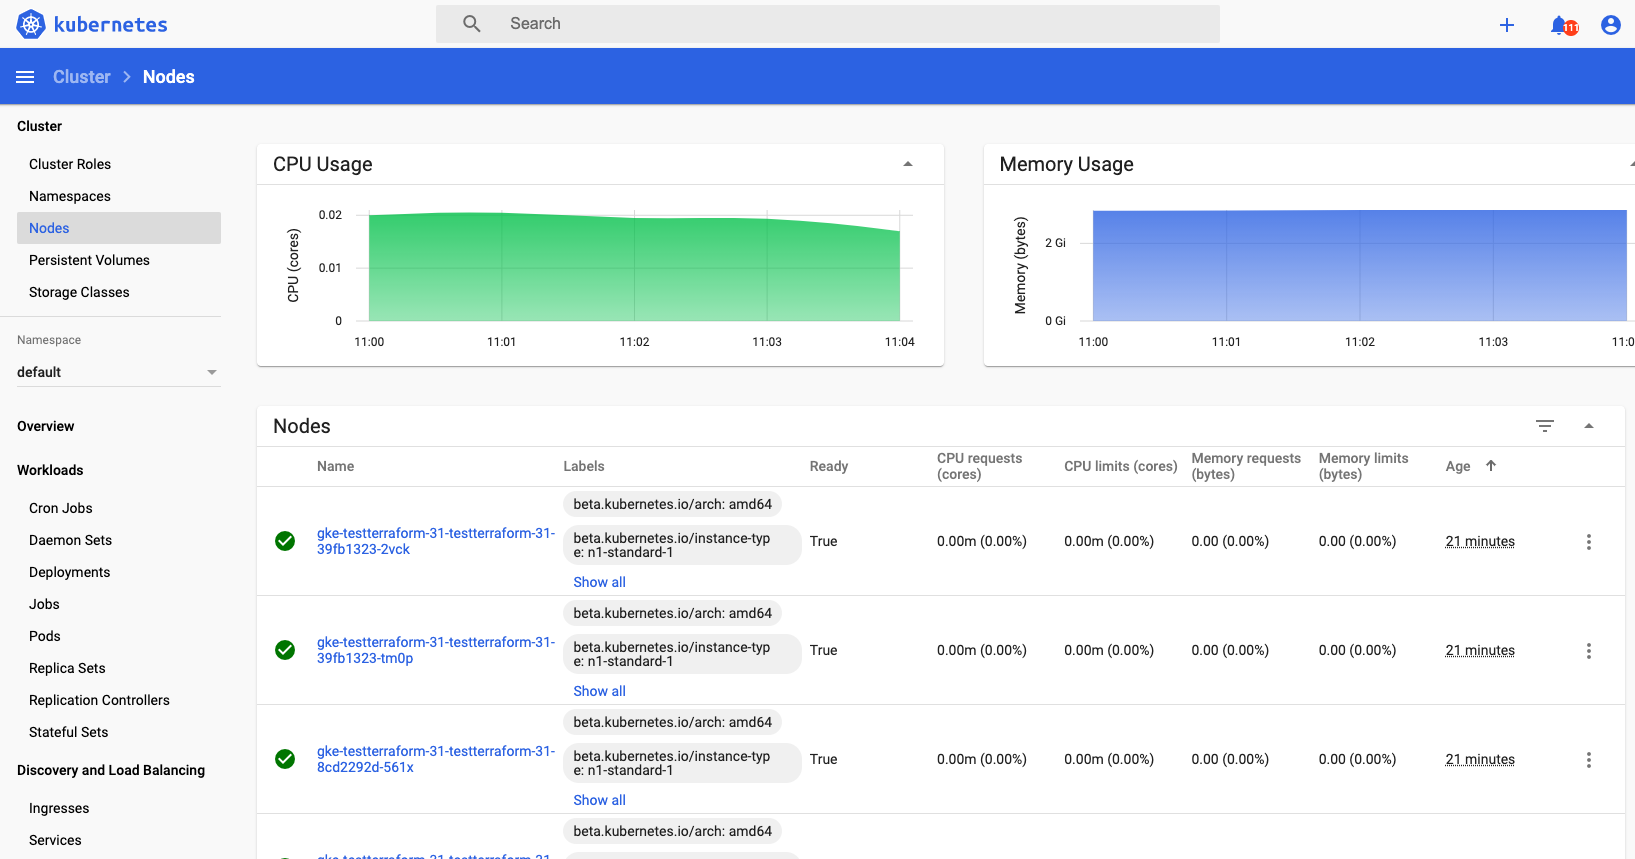 kubernetes
Search
111
Cluster
Nodes
Cluster
Cluster Roles
Namespaces
Nodes
Persistent Volumes
Storage Classes
Namespace
default
Overview
Workloads
Cron Jobs
Daemon Sets
Deployments
Jobs
Pods
Replica Sets
Replication Controllers
Stateful Sets
Discovery and Load Balancing
Ingresses
Services
CPU Usage
CPU (cores)
0.02
0.01
0
11:00 11:01 11:02 11:03 11:04
Memory Usage
Memory (bytes)
2 Gi
0 Gi
11:00 11:01 11:02 11:03 11:0
Nodes
Name Labels Ready CPU requests (cores) CPU limits (cores) Memory requests (bytes) Memory limits (bytes) Age
gke-testterraform-31-testterraform-31-
39fb1323-2vck
beta.kubernetes.io/arch: amd64
beta.kubernetes.io/instance-typ
e: n1-standard-1
Show all
True 0.00m (0.00%) 0.00m (0.00%) 0.00 (0.00%) 0.00 (0.00%) 21 minutes
gke-testterraform-31-testterraform-31-
39fb1323-tm0p
beta.kubernetes.io/arch: amd64
beta.kubernetes.io/instance-typ
e: n1-standard-1
Show all
True 0.00m (0.00%) 0.00m (0.00%) 0.00 (0.00%) 0.00 (0.00%) 21 minutes
gke-testterraform-31-testterraform-31-
8cd2292d-561x
beta.kubernetes.io/arch: amd64
beta.kubernetes.io/instance-typ
e: n1-standard-1
Show all
True 0.00m (0.00%) 0.00m (0.00%) 0.00 (0.00%) 0.00 (0.00%) 21 minutes
beta.kubernetes.io/arch: amd64
gke-testterraform-31-testterraform-31-